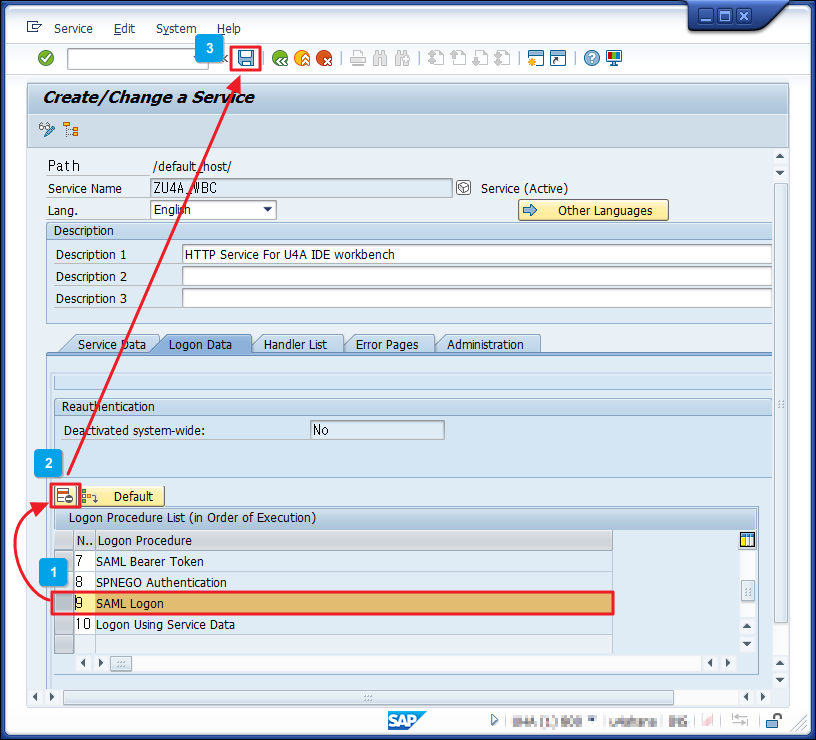 Service Edit System Help
3
Create/Change a Service
Path /default_host/
Service Name ZU4A_WBC Service (Active)
Lang. English Other Languages
Description
Description 1 HTTP Service For U4A IDE workbench
Description 2
Description 3
Service Data Logon Data Handler List Error Pages Administration
Reauthentication
Deactivated system-wide: No
2
Default
Logon Procedure List (in Order of Execution)
N.. Logon Procedure
7 SAML Bearer Token
1
8 SPNEGO Authentication
9 SAML Logon
10 Logon Using Service Data
SAP